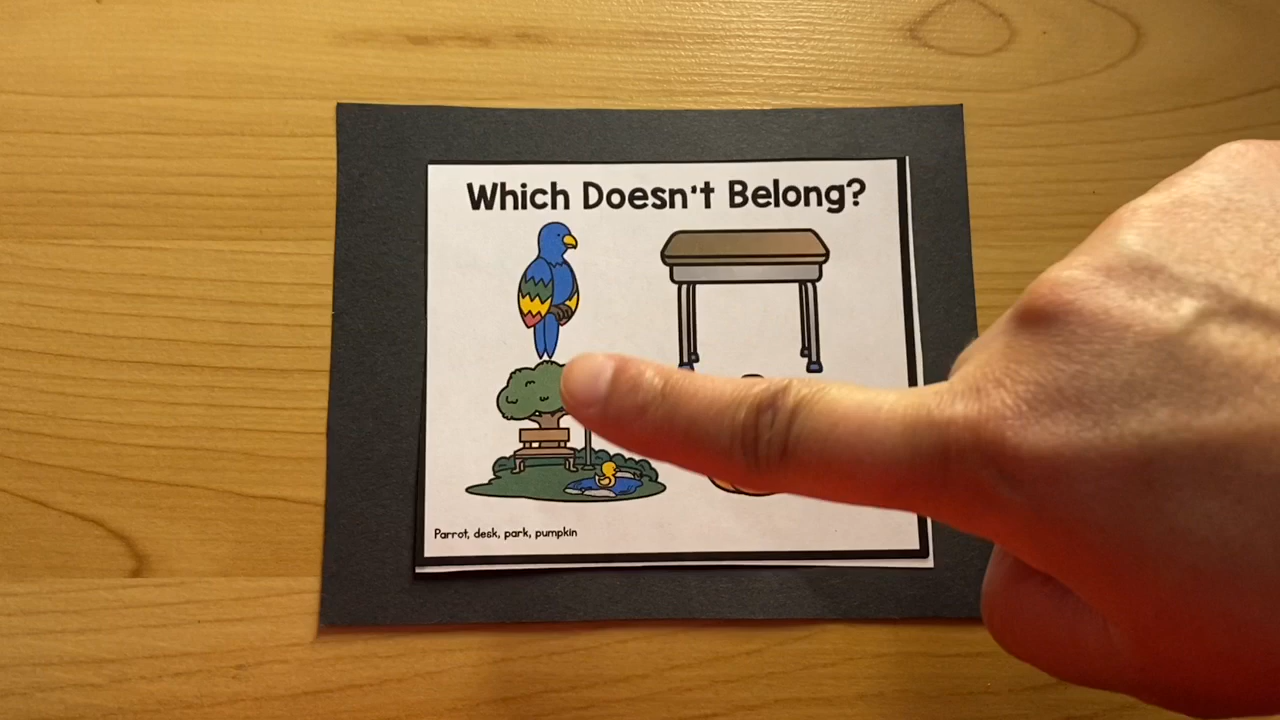 Which Doesn't Belong?
Parrot, desk, park, pumpkin